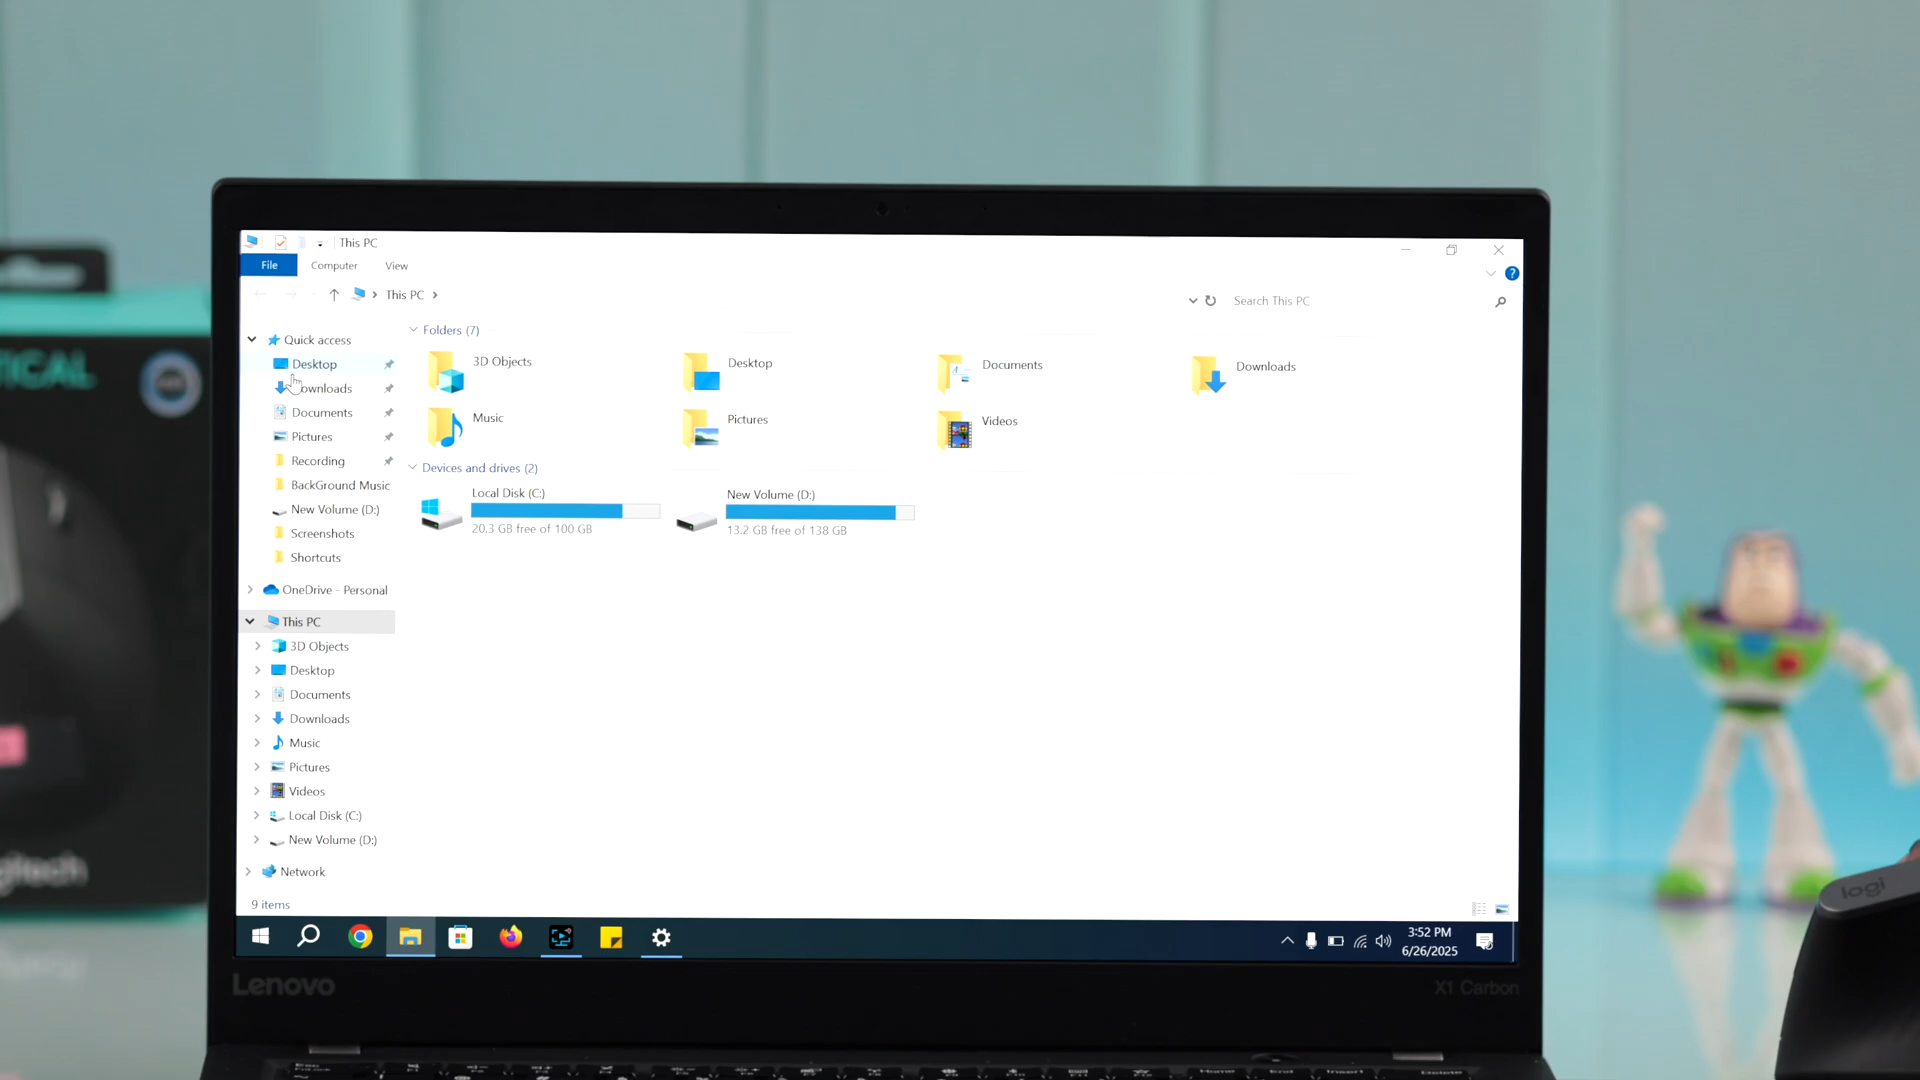 This PC
File
Computer
View
This PC
Search This PC
Quick access
Desktop
Downloads
Documents
Pictures
Recording
BackGround Music
New Volume (D:)
Screenshots
Shortcuts
OneDrive - Personal
This PC
3D Objects
Desktop
Documents
Downloads
Music
Pictures
Videos
Local Disk (C:)
New Volume (D:)
Network
Folders (7)
3D Objects
Desktop
Documents
Downloads
Music
Pictures
Videos
Devices and drives (2)
Local Disk (C:)
20.3 GB free of 100 GB
New Volume (D:)
13.2 GB free of 138 GB
9 items
3:52 PM
6/26/2025
Lenovo
X1 Carbon
TICAL
gitech
logi